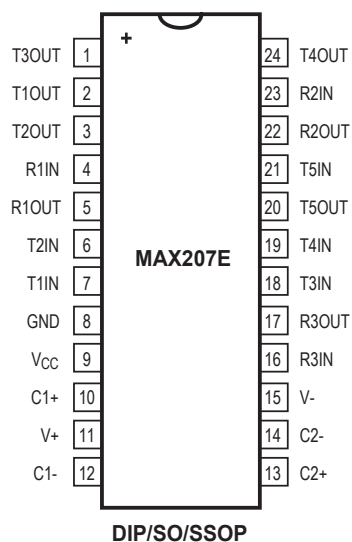 +
T3OUT 1 24 T4OUT
T1OUT 2 23 R2IN
T2OUT 3 22 R2OUT
R1IN 4 21 T5IN
R1OUT 5 20 T5OUT
T2IN 6 19 T4IN
MAX207E
T1IN 7 18 T3IN
GND 8 17 R3OUT
VCC 9 16 R3IN
C1+ 10 15 V-
V+ 11 14 C2-
C1- 12 13 C2+
DIP/SO/SSOP